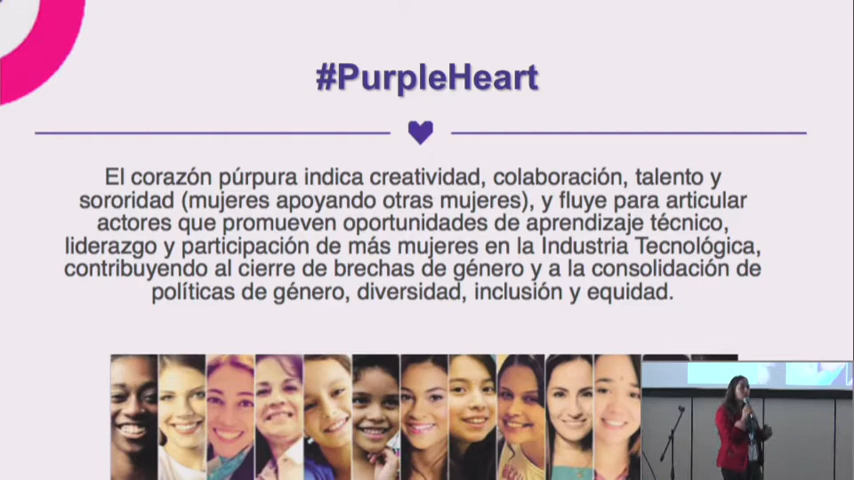 #PurpleHeart
El corazón púrpura indica creatividad, colaboración, talento y
sororidad (mujeres apoyando otras mujeres), y fluye para articular
actores que promueven oportunidades de aprendizaje técnico,
liderazgo y participación de más mujeres en la Industria Tecnológica,
contribuyendo al cierre de brechas de género y a la consolidación de
políticas de género, diversidad, inclusión y equidad.